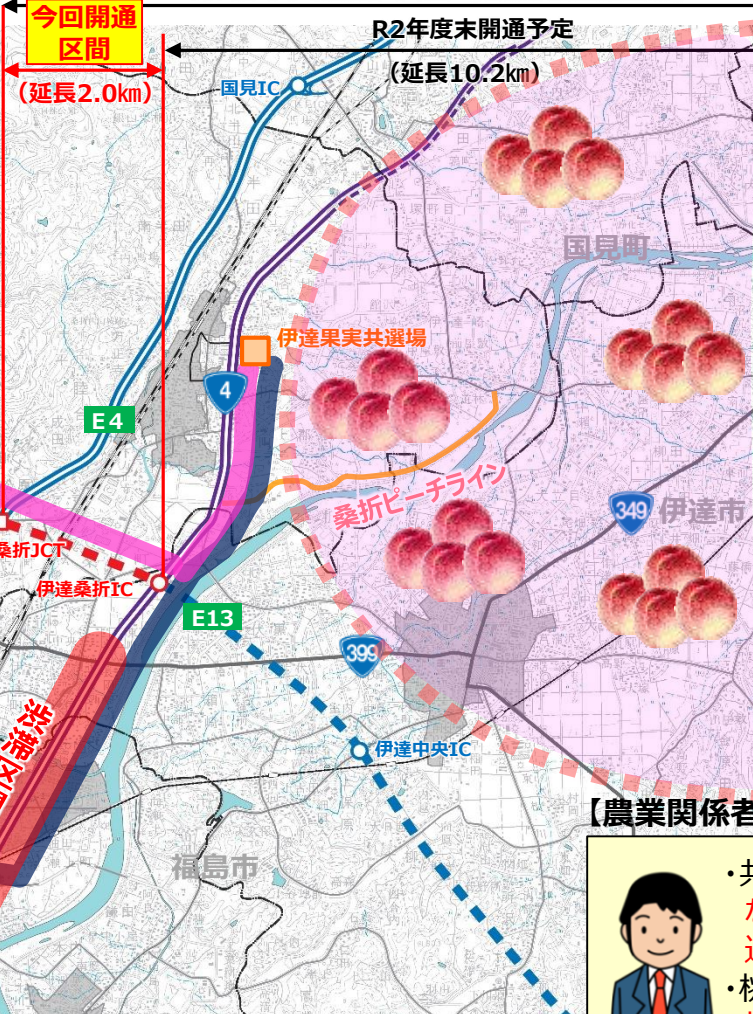 今回開通
区間
(延長2.0㎞)
R2年度末開通予定
(延長10.2㎞)
国見IC
国見町
伊達果実共選場
4
E4
桑折ピーチライン
349
伊達市
桑折JCT
伊達桑折IC
E13
399
渋滞区
伊達中央IC
福島市
【農業関係者
・共
・桃